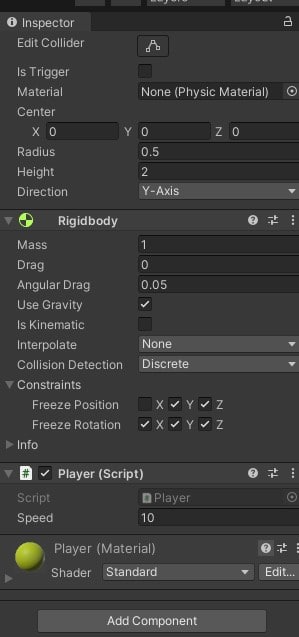 Layers
Layout
Inspector
Edit Collider
Is Trigger
Material None (Physic Material)
Center
X 0 Y 0 Z 0
Radius 0.5
Height 2
Direction Y-Axis
Rigidbody
Mass 1
Drag 0
Angular Drag 0.05
Use Gravity
Is Kinematic
Interpolate None
Collision Detection Discrete
Constraints
Freeze Position X Y Z
Freeze Rotation X Y Z
Info
# Player (Script)
Script # Player
Speed 10
Player (Material)
Shader Standard Edit...
Add Component